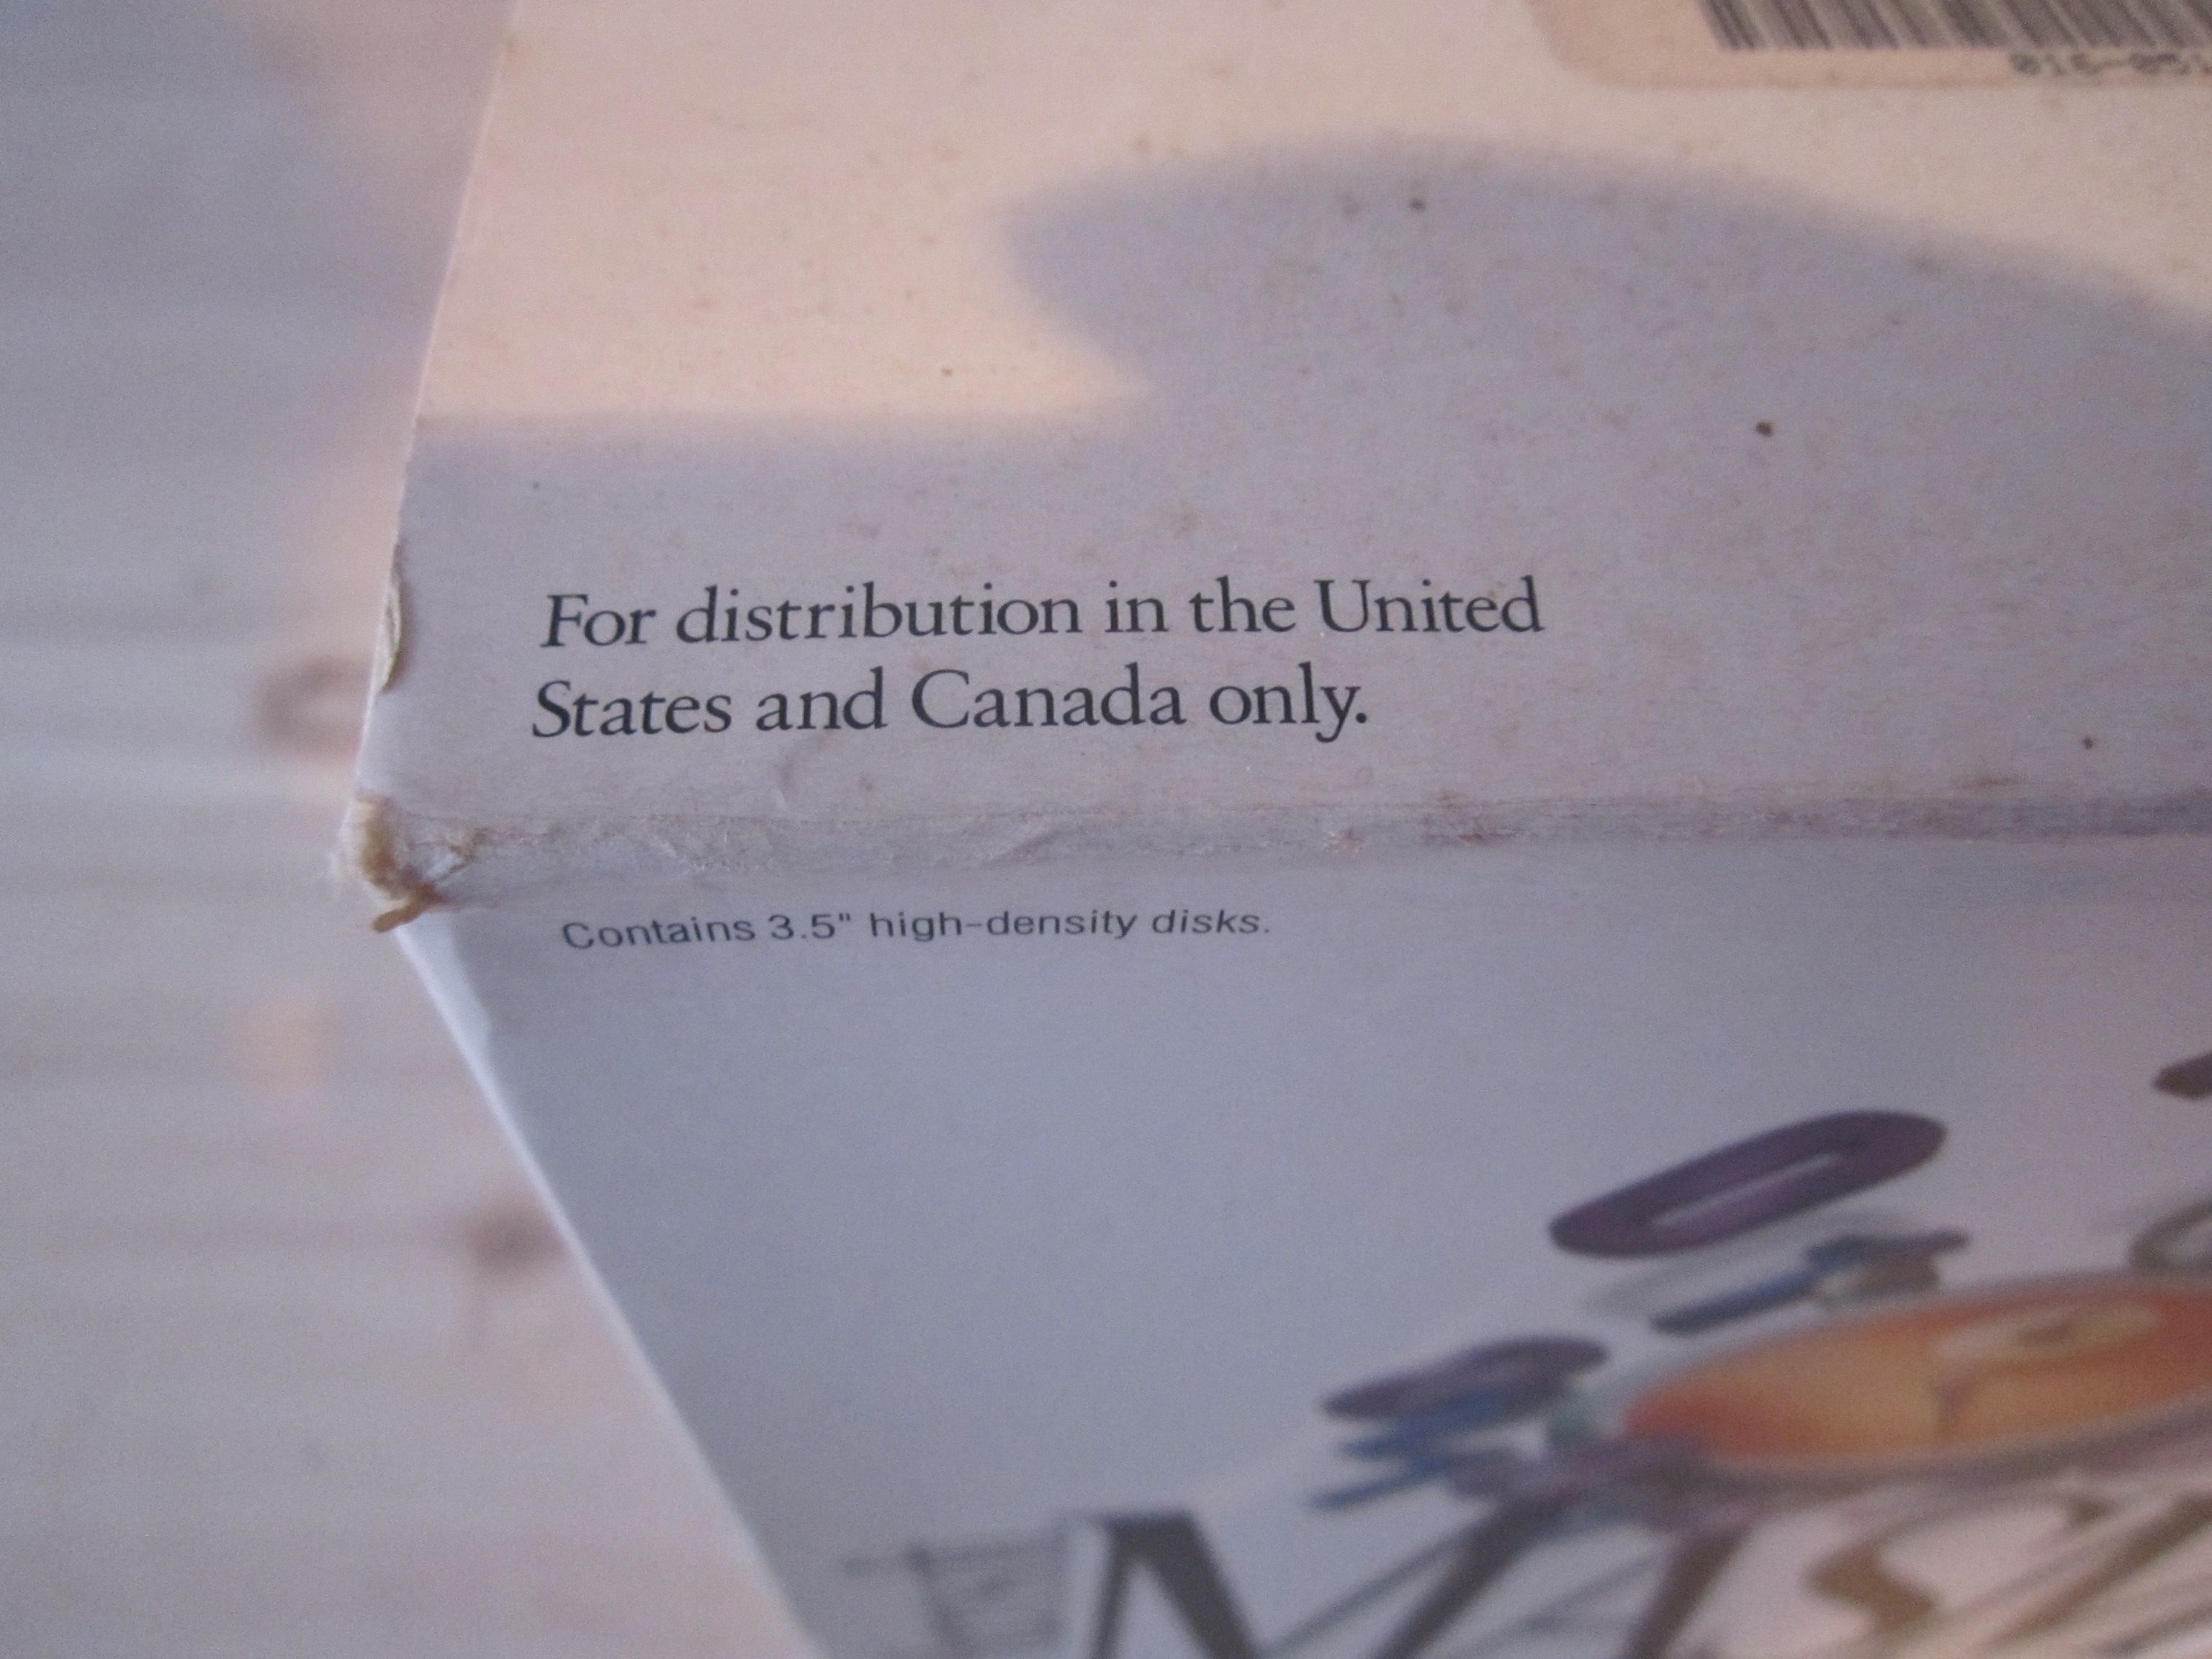 For distribution in the United
States and Canada only.
Contains 3.5" high-density disks.